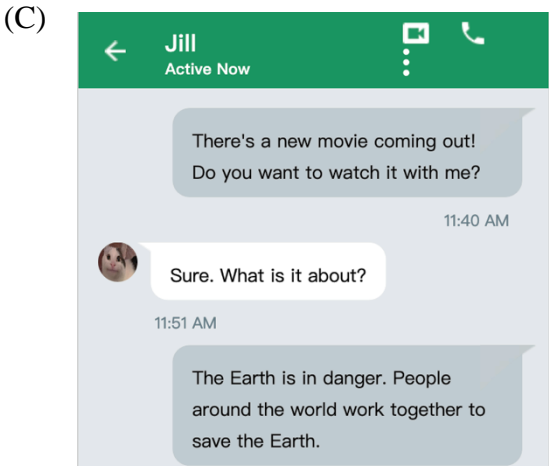 (C)
Jill
Active Now
There's a new movie coming out!
Do you want to watch it with me?
11:40 AM
Sure. What is it about?
11:51 AM
The Earth is in danger. People
around the world work together to
save the Earth.